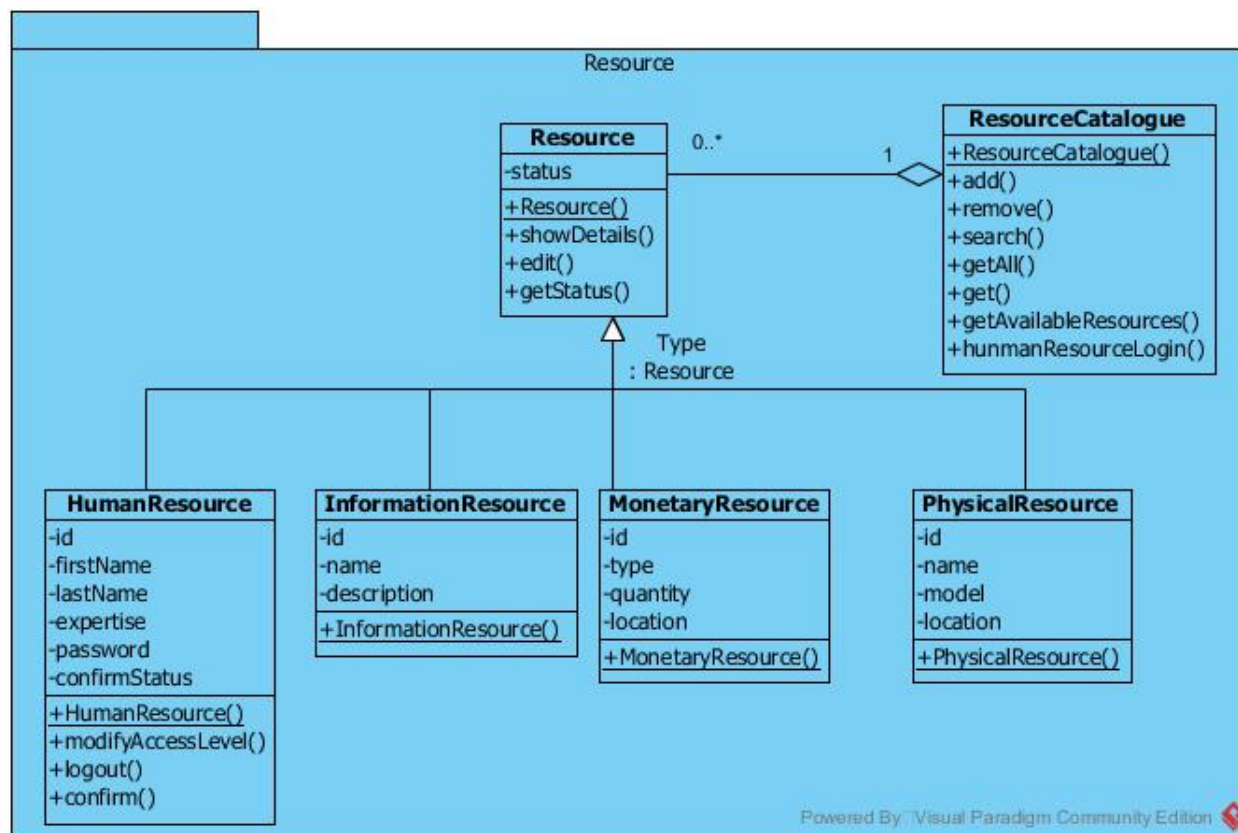 Resource
Resource
-status
+Resource()
+showDetails()
+edit()
+getStatus()
0..*
1
ResourceCatalogue
+ResourceCatalogue()
+add()
+remove()
+search()
+getAll()
+get()
+getAvailableResources()
+hunmanResourceLogin()
Type
: Resource
HumanResource
-id
-firstName
-lastName
-expertise
-password
-confirmStatus
+HumanResource()
+modifyAccessLevel()
+logout()
+confirm()
InformationResource
-id
-name
-description
+InformationResource()
MonetaryResource
-id
-type
-quantity
-location
+MonetaryResource()
PhysicalResource
-id
-name
-model
-location
+PhysicalResource()
Powered By Visual Paradigm Community Edition